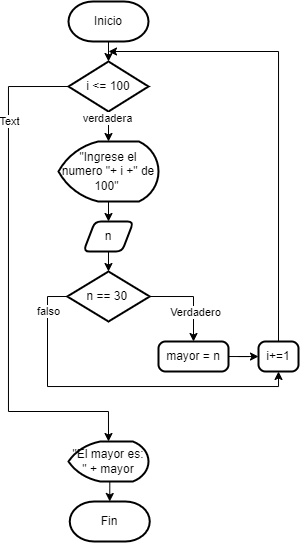 Inicio
i <= 100
verdadera
Text
"Ingrese el
numero "+ i +" de
100"
n
n == 30
falso
Verdadero
mayor = n
i+=1
"El mayor es:
" + mayor
Fin